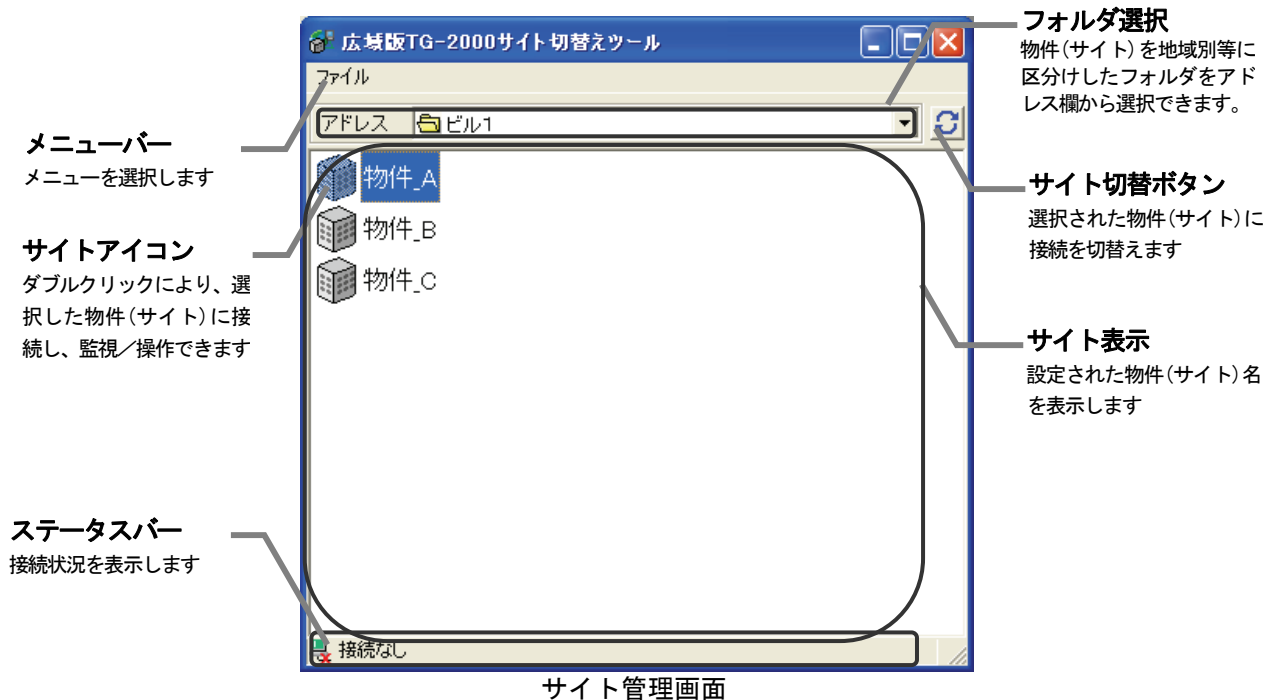 フォルダ選択
物件(サイト)を地域別等に
区分けしたフォルダをアド
レス欄から選択できます。
広域版TG-2000サイト切替えツール
ファイル
アドレス
ビル1
メニューバー
メニューを選択します
サイト切替ボタン
選択された物件(サイト)に
接続を切替えます
物件_A
物件_B
物件_C
サイトアイコン
ダブルクリックにより、選
択した物件(サイト)に接
続し、監視／操作できます
サイト表示
設定された物件(サイト)名
を表示します
ステータスバー
接続状況を表示します
接続なし
サイト管理画面